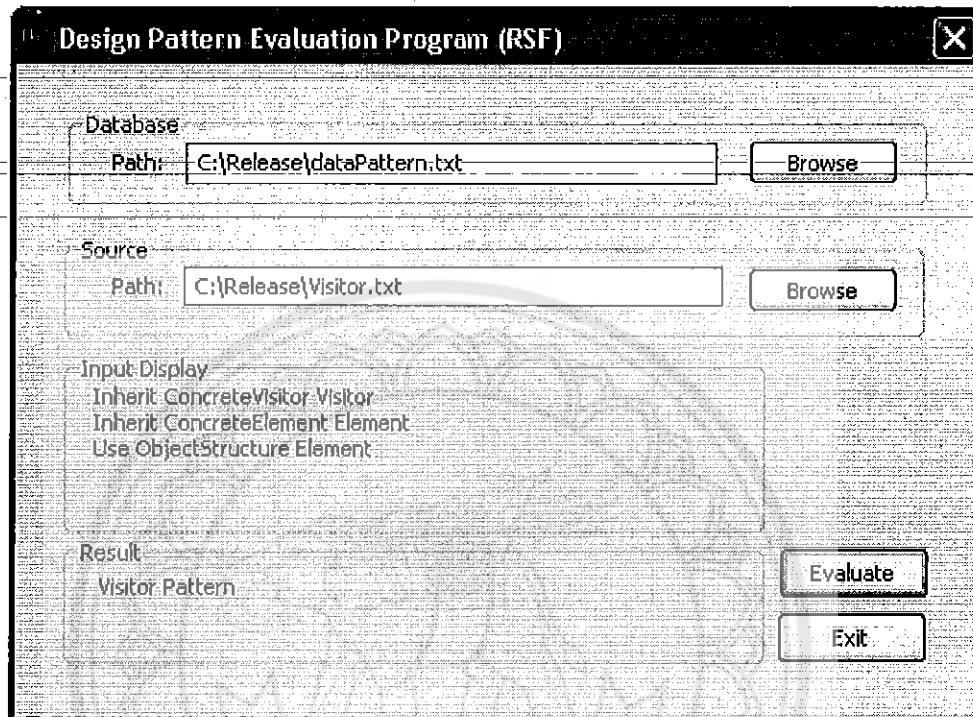 Design Pattern Evaluation Program (RSF)
Database
Path: C:\Release\dataPattern.txt Browse
Source
Path: C:\Release\Visitor.txt Browse
Input Display
Inherit ConcreteVisitor Visitor
Inherit ConcreteElement Element
Use ObjectStructure Element
Result
Visitor Pattern
Evaluate
Exit